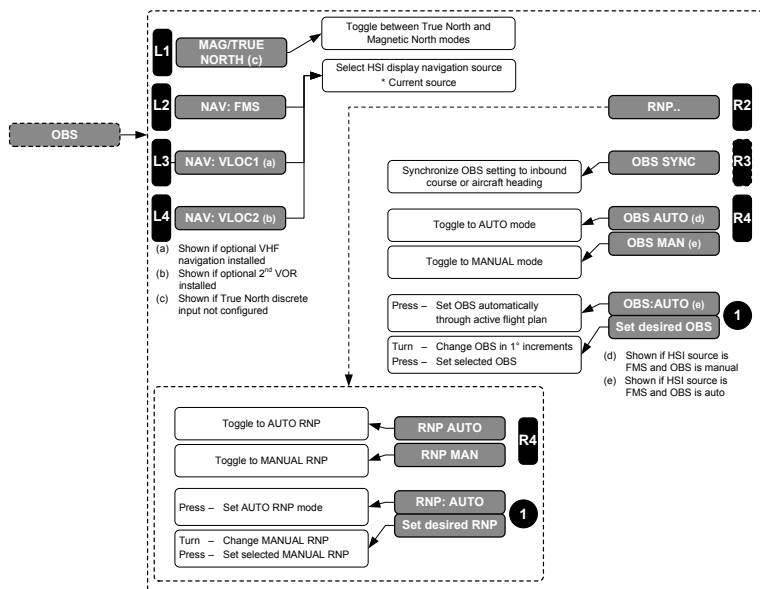 OBS
L1
MAG/TRUE
NORTH (c)
Toggle between True North and
Magnetic North modes
L2
NAV: FMS
Select HSI display navigation source
* Current source
L3
NAV: VLOC1 (a)
L4
NAV: VLOC2 (b)
(a) Shown if optional VHF
navigation installed
(b) Shown if optional 2nd VOR
installed
(c) Shown if True North discrete
input not configured
RNP..
R2
Synchronize OBS setting to inbound
course or aircraft heading
OBS SYNC
R3
Toggle to AUTO mode
OBS AUTO (d)
R4
Toggle to MANUAL mode
OBS MAN (e)
Press – Set OBS automatically
through active flight plan
OBS:AUTO (e)
1
Turn – Change OBS in 1° increments
Press – Set selected OBS
Set desired OBS
(d) Shown if HSI source is
FMS and OBS is manual
(e) Shown if HSI source is
FMS and OBS is auto
Toggle to AUTO RNP
RNP AUTO
R4
Toggle to MANUAL RNP
RNP MAN
Press – Set AUTO RNP mode
RNP: AUTO
1
Turn – Change MANUAL RNP
Press – Set selected MANUAL RNP
Set desired RNP